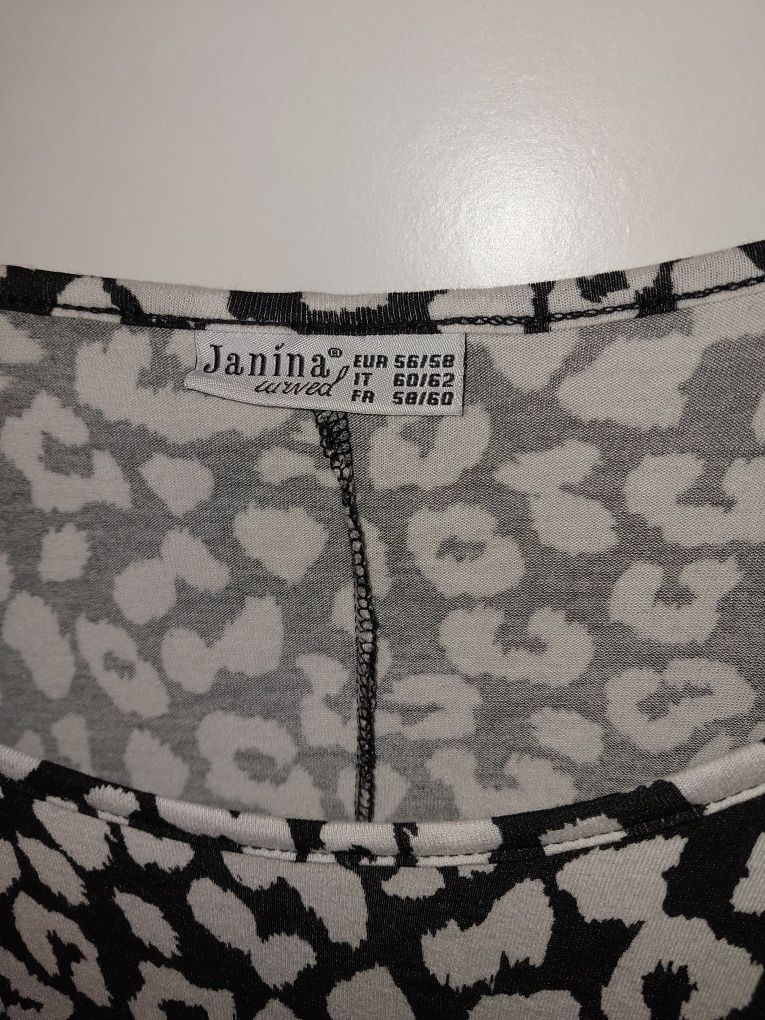 Janina®
curved
EUR 56/58
IT 60/62
FR 58/60